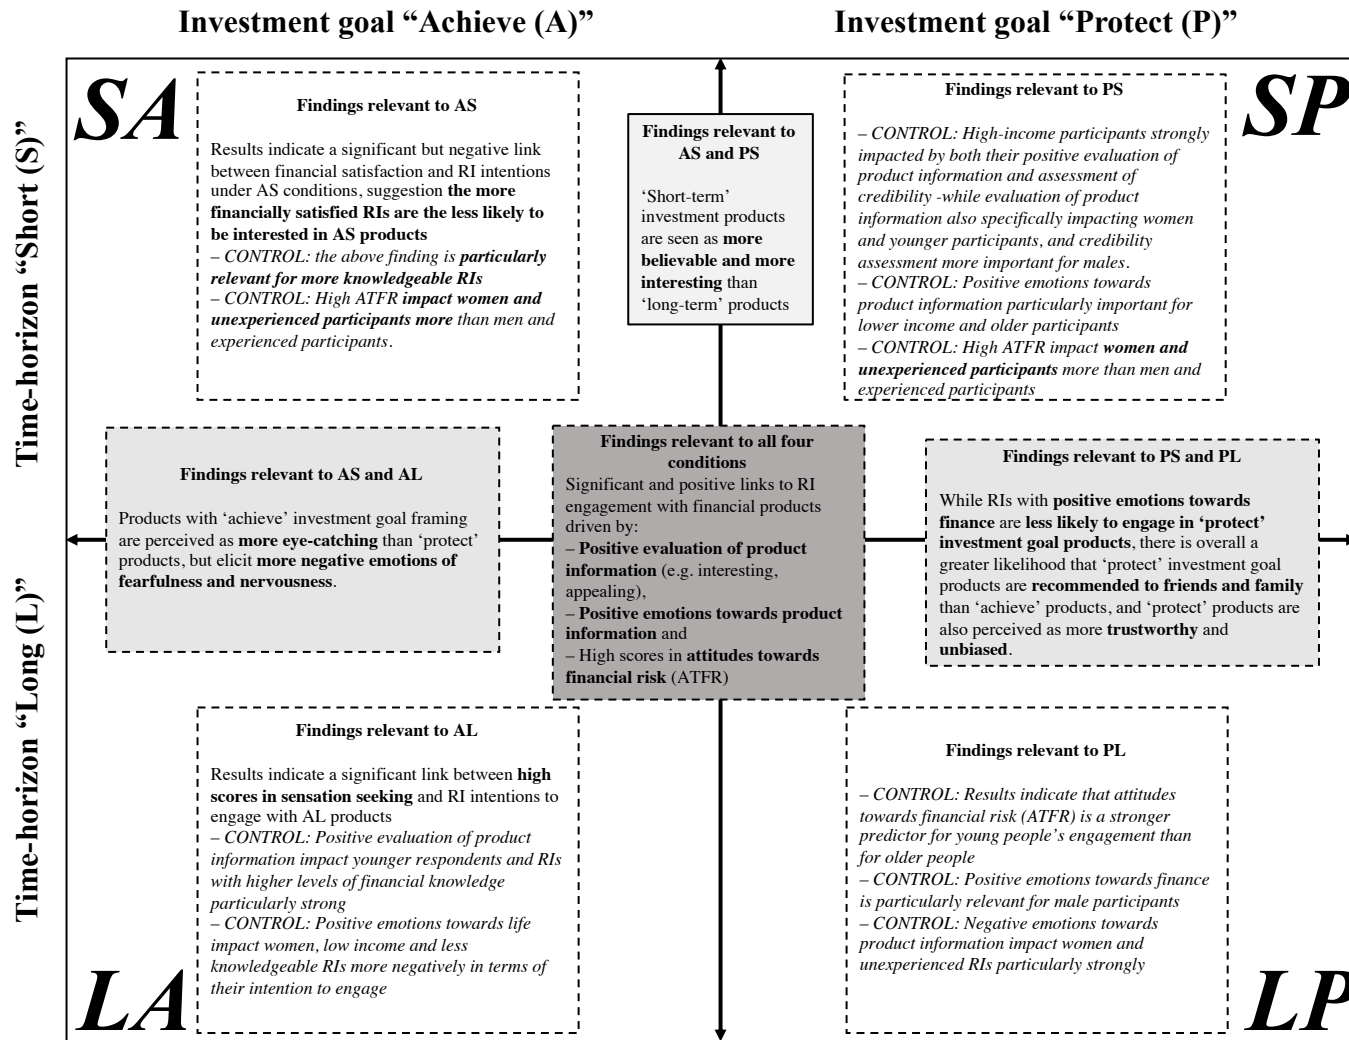 Investment goal “Achieve (A)”
Investment goal “Protect (P)”
Time-horizon “Short (S)”
Time-horizon “Long (L)”
SA
Findings relevant to AS
Results indicate a significant but negative link
between financial satisfaction and RI intentions
under AS conditions, suggestion the more
financially satisfied RIs are the less likely to
be interested in AS products
– CONTROL: the above finding is particularly
relevant for more knowledgeable RIs
– CONTROL: High ATFR impact women and
unexperienced participants more than men and
experienced participants.
Findings relevant to
AS and PS
‘Short-term’
investment products
are seen as more
believable and more
interesting than
‘long-term’ products
SP
Findings relevant to PS
– CONTROL: High-income participants strongly
impacted by both their positive evaluation of
product information and assessment of
credibility -while evaluation of product
information also specifically impacting women
and younger participants, and credibility
assessment more important for males.
– CONTROL: Positive emotions towards
product information particularly important for
lower income and older participants
– CONTROL: High ATFR impact women and
unexperienced participants more than men and
experienced participants
Findings relevant to AS and AL
Products with ‘achieve’ investment goal framing
are perceived as more eye-catching than ‘protect’
products, but elicit more negative emotions of
fearfulness and nervousness.
Findings relevant to all four
conditions
Significant and positive links to RI
engagement with financial products
driven by:
– Positive evaluation of product
information (e.g. interesting,
appealing),
– Positive emotions towards product
information and
– High scores in attitudes towards
financial risk (ATFR)
Findings relevant to PS and PL
While RIs with positive emotions towards
finance are less likely to engage in ‘protect’
investment goal products, there is overall a
greater likelihood that ‘protect’ investment goal
products are recommended to friends and family
than ‘achieve’ products, and ‘protect’ products are
also perceived as more trustworthy and
unbiased.
LA
Findings relevant to AL
Results indicate a significant link between high
scores in sensation seeking and RI intentions to
engage with AL products
– CONTROL: Positive evaluation of product
information impact younger respondents and RIs
with higher levels of financial knowledge
particularly strong
– CONTROL: Positive emotions towards life
impact women, low income and less
knowledgeable RIs more negatively in terms of
their intention to engage
Findings relevant to PL
– CONTROL: Results indicate that attitudes
towards financial risk (ATFR) is a stronger
predictor for young people’s engagement than
for older people
– CONTROL: Positive emotions towards finance
is particularly relevant for male participants
– CONTROL: Negative emotions towards
product information impact women and
unexperienced RIs particularly strongly
LP